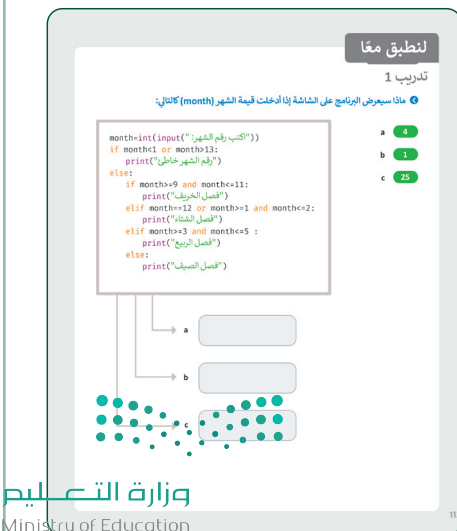 لنطبق معًا
تدريب 1
ماذا سيعرض البرنامج على الشاشة إذا أدخلت قيمة الشهر (month) كالتالي:
a 4
b 1
c 25
month=int(input("اكتب رقم الشهر: "))
if month<1 or month>13:
print("رقم الشهر خاطئ")
else:
if month>=9 and month<=11:
print("فصل الخريف")
elif month==12 or month>=1 and month<=2:
print("فصل الشتاء")
elif month>=3 and month<=5 :
print("فصل الربيع")
else:
print("فصل الصيف")
a
b
c
وزارة التعليم
Ministry of Education